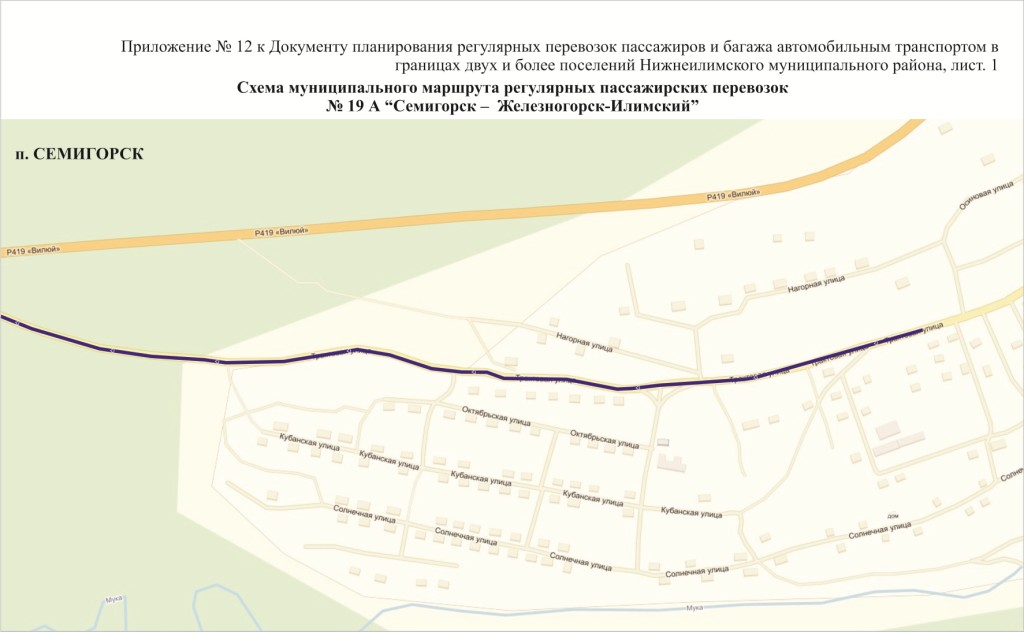 Приложение № 12 к Документу планирования регулярных перевозок пассажиров и багажа автомобильным транспортом в
границах двух и более поселений Нижнеилимского муниципального района, лист. 1
Схема муниципального маршрута регулярных пассажирских перевозок
№ 19 А “Семигорск – Железногорск-Илимский”
п. СЕМИГОРСК
Р419 «Вилюй»
Р419 «Вилюй»
Р419 «Вилюй»
Осиновая улица
Нагорная улица
Нагорная улица
Октябрьская улица
Октябрьская улица
Кубанская улица
Кубанская улица
Кубанская улица
Кубанская улица
Кубанская улица
Солнечная улица
Солнечная улица
Солнечная улица
Солнечная улица
Солнечная улица
дом
Мука
Мука